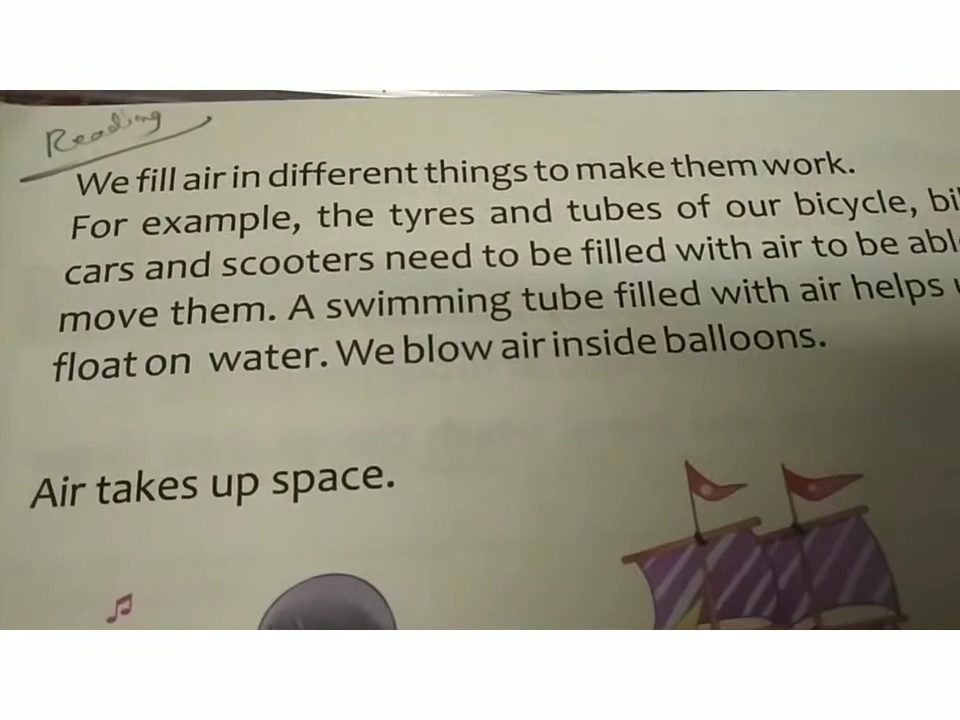 Reading
We fill air in different things to make them work.
For example, the tyres and tubes of our bicycle,
cars and scooters need to be filled with air to be
move them. A swimming tube filled with air helps
float on water. We blow air inside balloons.
Air takes up space.